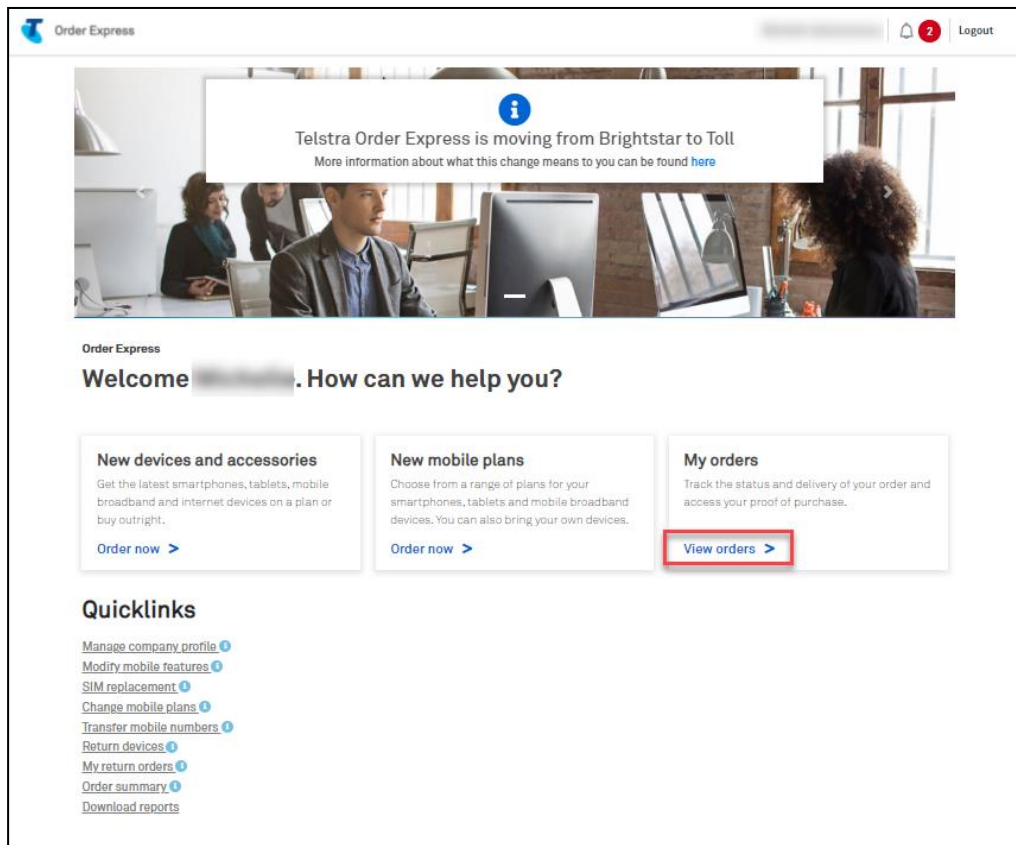 Order Express
2
Logout
Telstra Order Express is moving from Brightstar to Toll
More information about what this change means to you can be found here
Order Express
Welcome . How can we help you?
New devices and accessories
Get the latest smartphones, tablets, mobile
broadband and internet devices on a plan or
buy outright.
Order now >
New mobile plans
Choose from a range of plans for your
smartphones, tablets and mobile broadband
devices. You can also bring your own devices.
Order now >
My orders
Track the status and delivery of your order and
access your proof of purchase.
View orders >
Quicklinks
Manage company profile
Modify mobile features
SIM replacement
Change mobile plans
Transfer mobile numbers
Return devices
My return orders
Order summary
Download reports